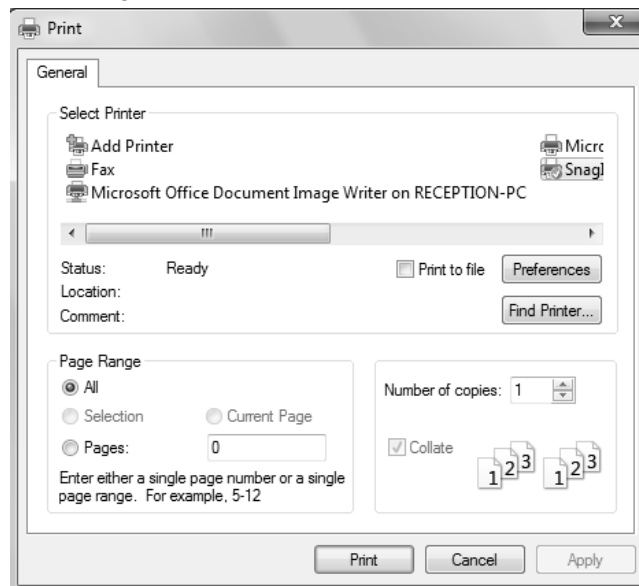 Print
General
Select Printer
Add Printer
Micro
Fax
SnagI
Microsoft Office Document Image Writer on RECEPTION-PC
Status: Ready
Print to file
Preferences
Location:
Comment:
Find Printer...
Page Range
All
Selection
Current Page
Pages: 0
Enter either a single page number or a single
page range. For example, 5-12
Number of copies: 1
Collate
1 2 3 1 2 3
Print
Cancel
Apply